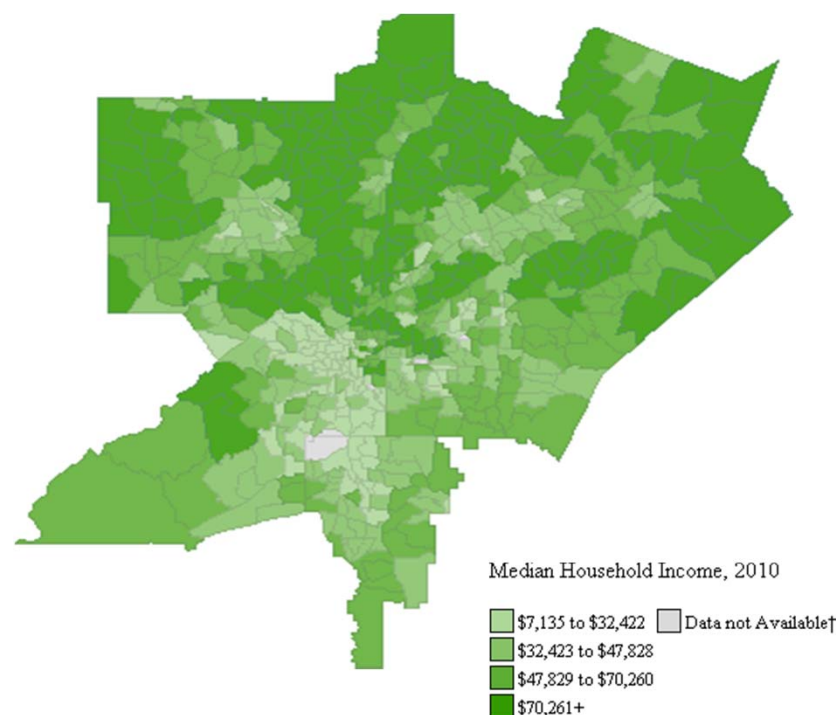 Median Household Income, 2010
$7,135 to $32,422 Data not Available†
$32,423 to $47,828
$47,829 to $70,260
$70,261+